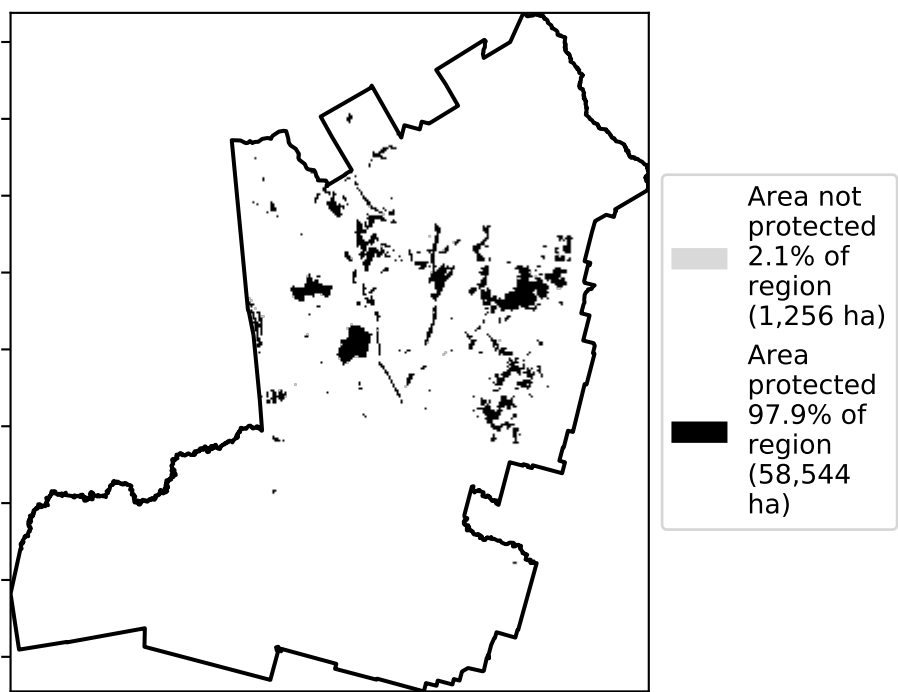 Area not
protected
2.1% of
region
(1,256 ha)
Area
protected
97.9% of
region
(58,544
ha)